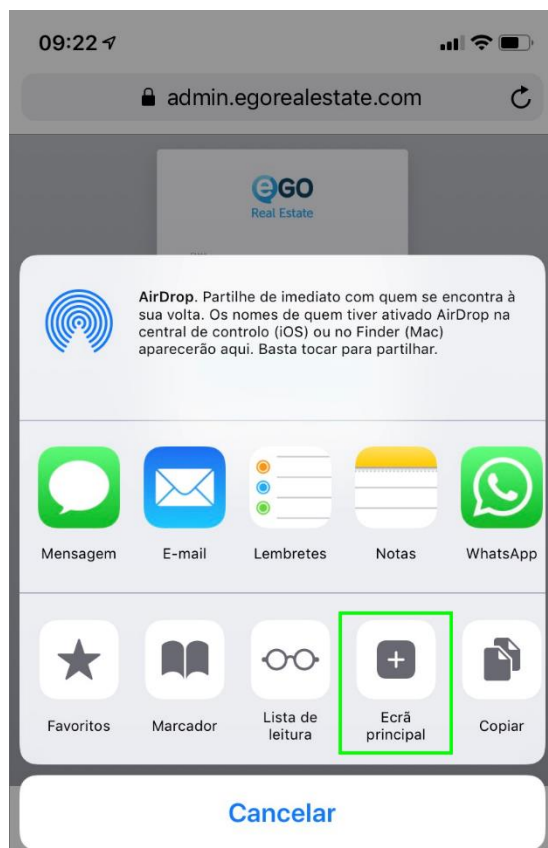 09:22
admin.egorealestate.com
eGO
Real Estate
AirDrop. Partilhe de imediato com quem se encontra à
sua volta. Os nomes de quem tiver ativado AirDrop na
central de controlo (iOS) ou no Finder (Mac)
aparecerão aqui. Basta tocar para partilhar.
Mensagem
E-mail
Lembretes
Notas
WhatsApp
Favoritos
Marcador
Lista de
leitura
Ecrã
principal
Copiar
Cancelar